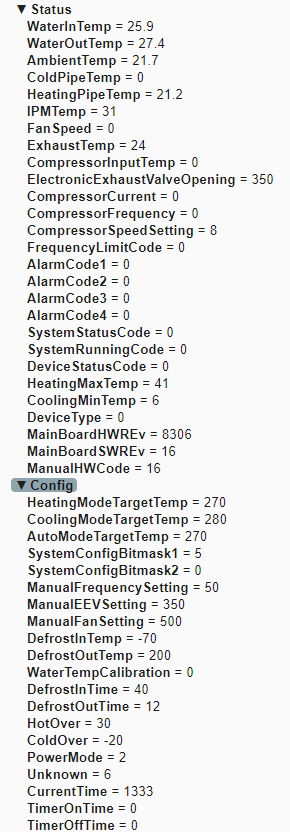 ▼ Status
WaterInTemp = 25.9
WaterOutTemp = 27.4
AmbientTemp = 21.7
ColdPipeTemp = 0
HeatingPipeTemp = 21.2
IPMTemp = 31
FanSpeed = 0
ExhaustTemp = 24
CompressorInputTemp = 0
ElectronicExhaustValveOpening = 350
CompressorCurrent = 0
CompressorFrequency = 0
CompressorSpeedSetting = 8
FrequencyLimitCode = 0
AlarmCode1 = 0
AlarmCode2 = 0
AlarmCode3 = 0
AlarmCode4 = 0
SystemStatusCode = 0
SystemRunningCode = 0
DeviceStatusCode = 0
HeatingMaxTemp = 41
CoolingMinTemp = 6
DeviceType = 0
MainBoardHWREv = 8306
MainBoardSWREv = 16
ManualHWCode = 16
▼ Config
HeatingModeTargetTemp = 270
CoolingModeTargetTemp = 280
AutoModeTargetTemp = 270
SystemConfigBitmask1 = 5
SystemConfigBitmask2 = 0
ManualFrequencySetting = 50
ManualEEVSetting = 350
ManualFanSetting = 500
DefrostInTemp = -70
DefrostOutTemp = 200
WaterTempCalibration = 0
DefrostInTime = 40
DefrostOutTime = 12
HotOver = 30
ColdOver = -20
PowerMode = 2
Unknown = 6
CurrentTime = 1333
TimerOnTime = 0
TimerOffTime = 0